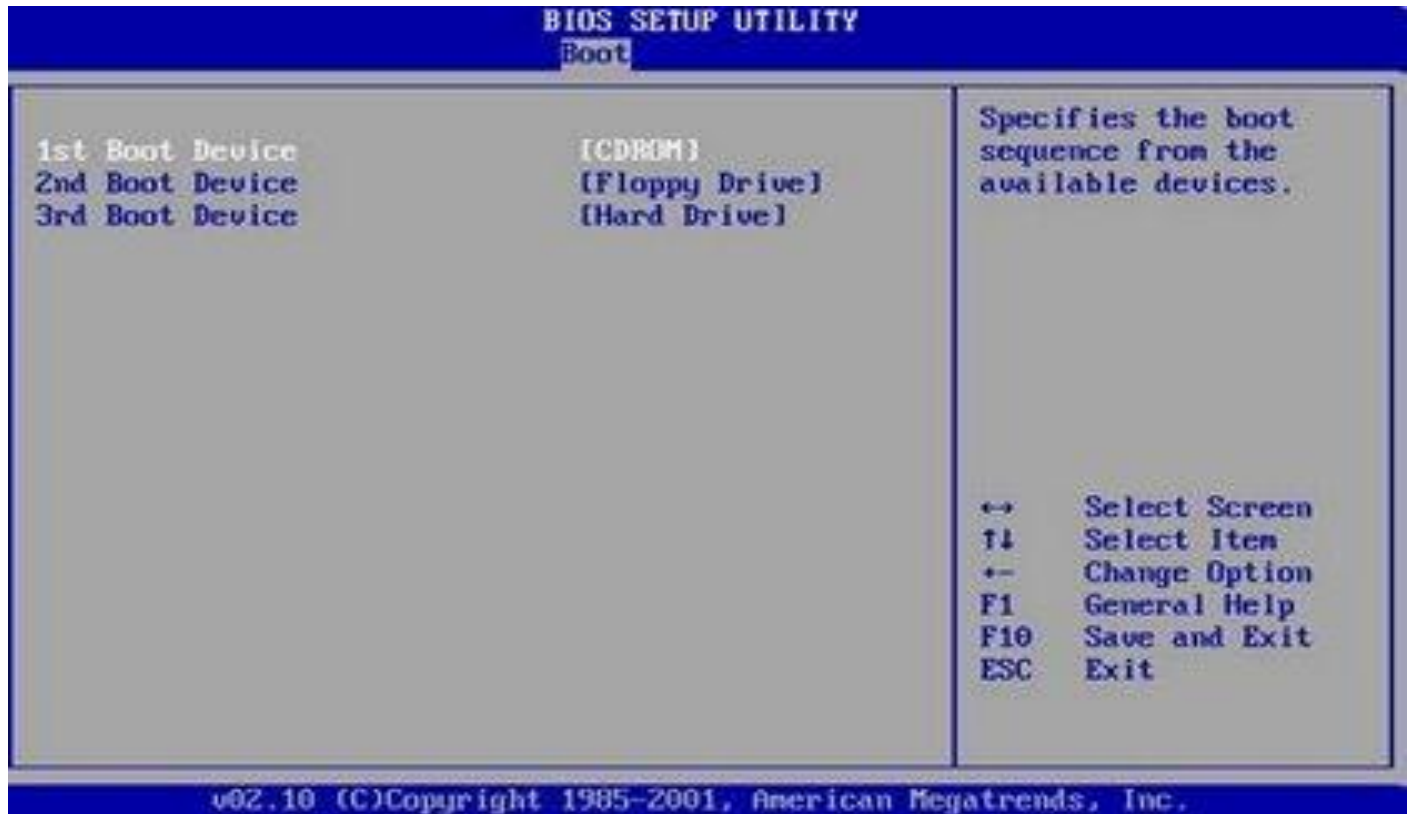 BIOS SETUP UTILITY
Boot
1st Boot Device [CDROM]
2nd Boot Device [Floppy Drive]
3rd Boot Device [Hard Drive]
Specifies the boot
sequence from the
available devices.
↔ Select Screen
↑↓ Select Item
+- Change Option
F1 General Help
F10 Save and Exit
ESC Exit
v02.10 (C)Copyright 1985-2001, American Megatrends, Inc.